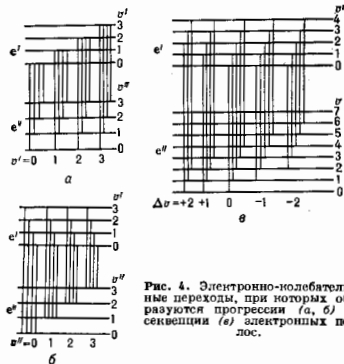 v' v'
3 4
e' 2 3
1 e' 2
0 1
0
v'' v''
3 7
2 6
e'' 1 5
0 e'' 4
v'=0 1 2 3 3
а 2
1
0
Δv=+2 +1 0 -1 -2
в
v'
3
e' 2
1
0
v''
3
e'' 2
1
0
v''=0 1 2 3
б
Рис. 4. Электронно-колебатель
ные переходы, при которых об
разуются прогрессии (а, б)
секвенции (в) электронных по
лос.